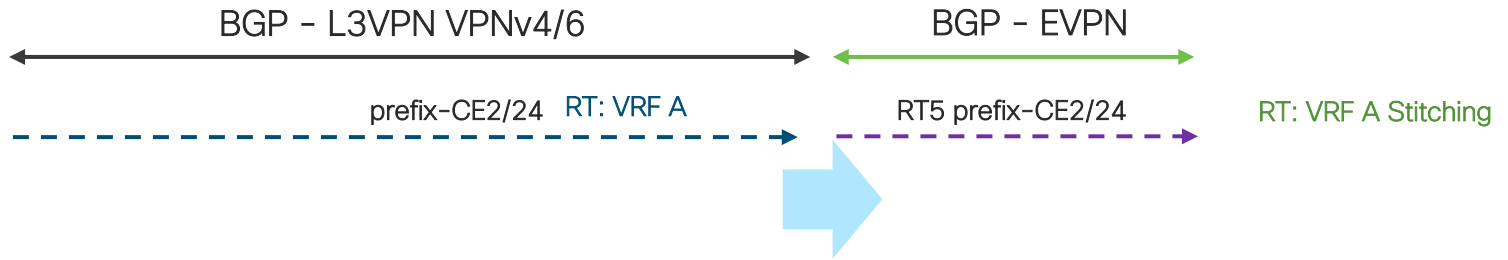 BGP - L3VPN VPNv4/6
BGP - EVPN
prefix-CE2/24 RT: VRF A
RT5 prefix-CE2/24
RT: VRF A Stitching